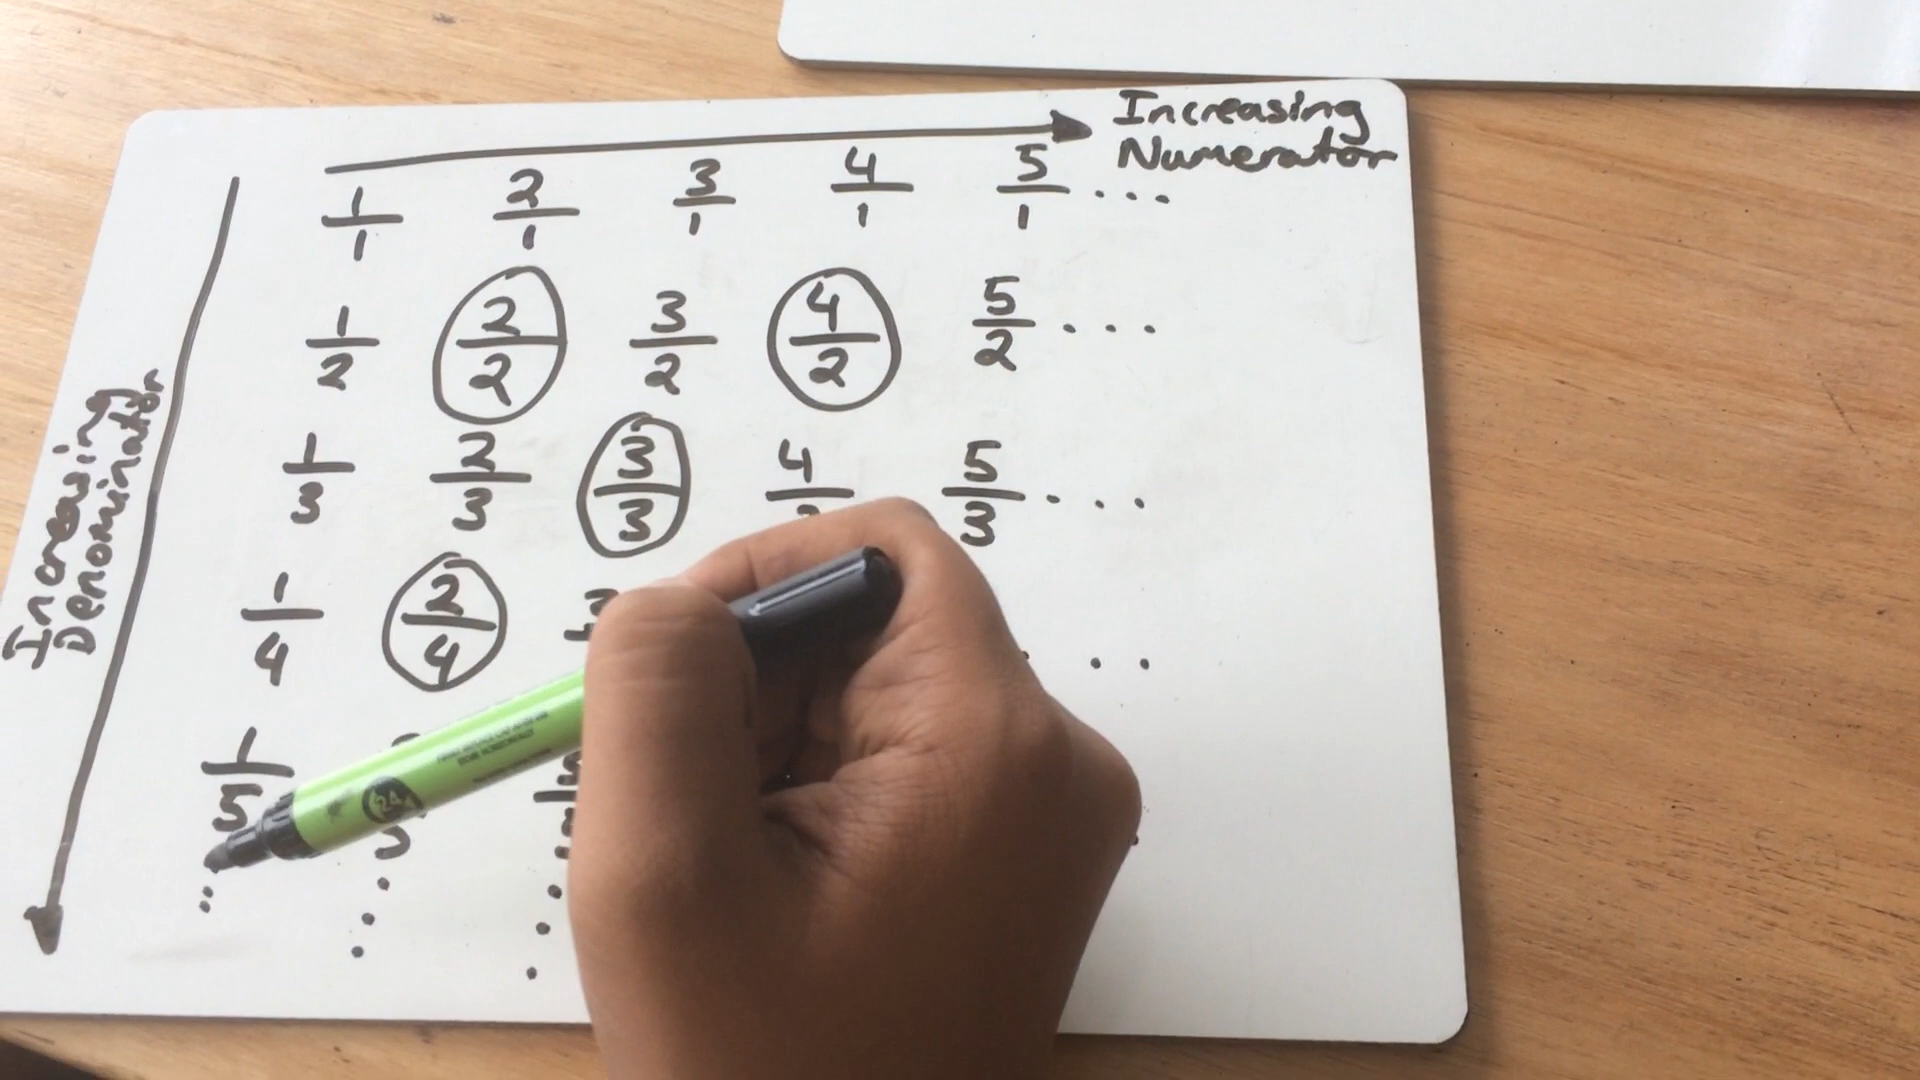 Increasing
Numerator
1/1 2/1 3/1 4/1 5/1 ...
1/2 2/2 3/2 4/2 5/2 ...
1/3 2/3 3/3 4/ 5/3 ...
1/4 2/4
1/5
Increasing
Denominator